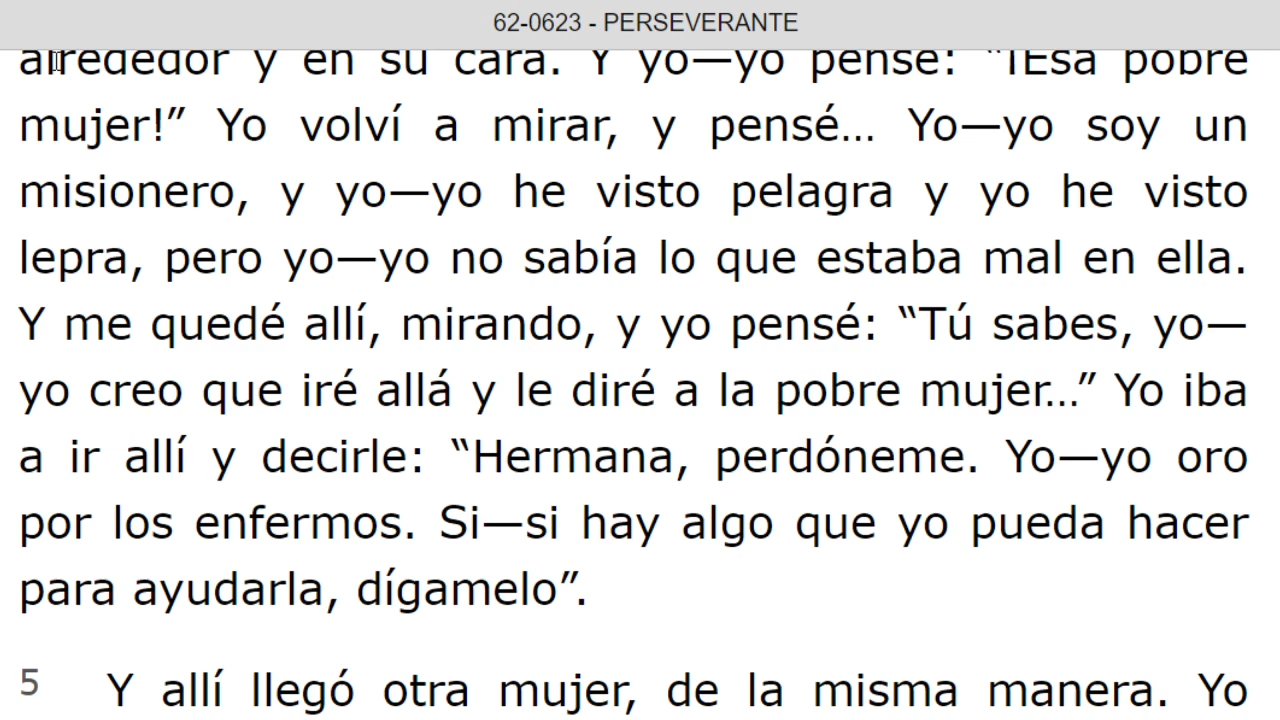 62-0623 - PERSEVERANTE
alrededor y en su cara. Y yo—yo pensé: “¡Esa pobre
mujer!” Yo volví a mirar, y pensé… Yo—yo soy un
misionero, y yo—yo he visto pelagra y yo he visto
lepra, pero yo—yo no sabía lo que estaba mal en ella.
Y me quedé allí, mirando, y yo pensé: “Tú sabes, yo—
yo creo que iré allá y le diré a la pobre mujer…” Yo iba
a ir allí y decirle: “Hermana, perdóneme. Yo—yo oro
por los enfermos. Si—si hay algo que yo pueda hacer
para ayudarla, dígamelo”.
5 Y allí llegó otra mujer, de la misma manera. Yo